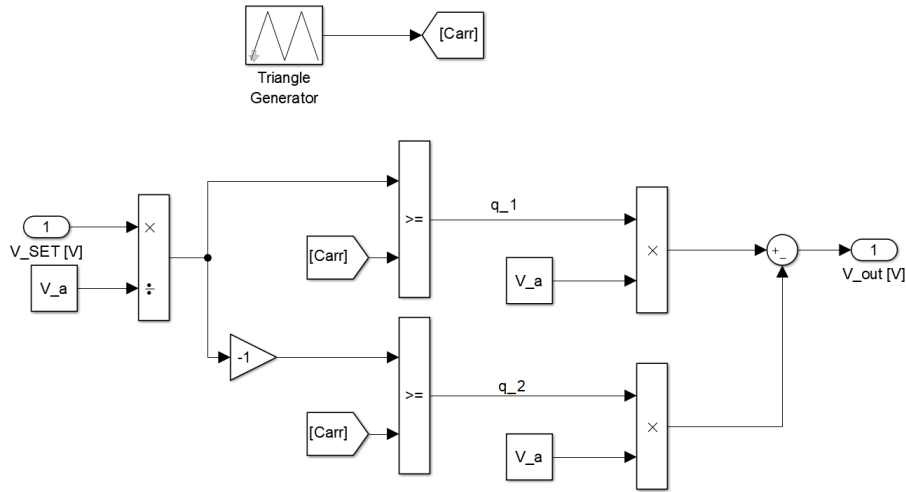 [Carr]
Triangle
Generator
1
V_SET [V]
×
V_a
÷
>=
[Carr]
q_1
V_a
×
+
_
1
V_out [V]
-1
>=
[Carr]
q_2
V_a
×